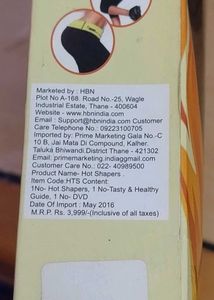 Marketed by : HBN
Plot No A-168. Road No.-25, Wagle
Industrial Estate, Thane - 400604
Website - www.hbnindia.com
Email : Support@hbnindia.com Customer
Care Telephone No.: 09223100705
Imported by: Prime Marketing Gala No.-C
10 B, Jai Mata Di Compound, Kalher.
Taluka Bhiwandi.District Thane - 421302
Email: primemarketing.india@gmail.com
Customer Care No.: 022- 40989500
Product Name- Hot Shapers .
Item Code:HTS Content:
1No- Hot Shapers, 1 No-Tasty & Healthy
Guide, 1 No- DVD
Date Of Import : May 2016
M.R.P. Rs. 3,999/-(Inclusive of all taxes)